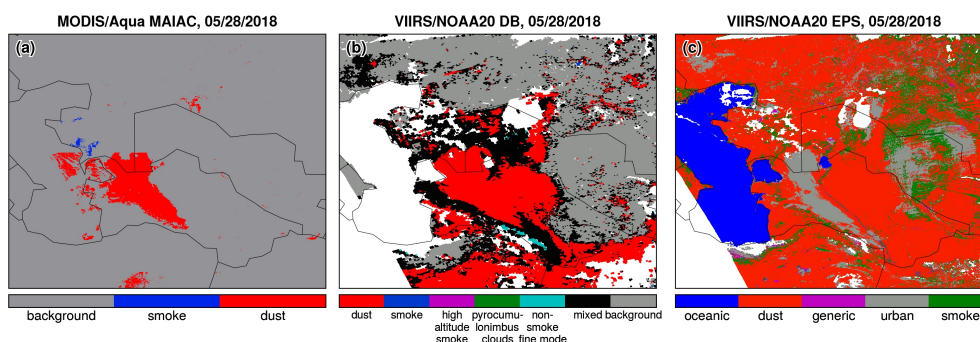 MODIS/Aqua MAIAC, 05/28/2018
VIIRS/NOAA20 DB, 05/28/2018
VIIRS/NOAA20 EPS, 05/28/2018
(a)
(b)
(c)
background smoke dust
dust smoke high pyrocumu- non- mixed background
altitude lonimbus smoke
smoke clouds fine mode
oceanic dust generic urban smoke